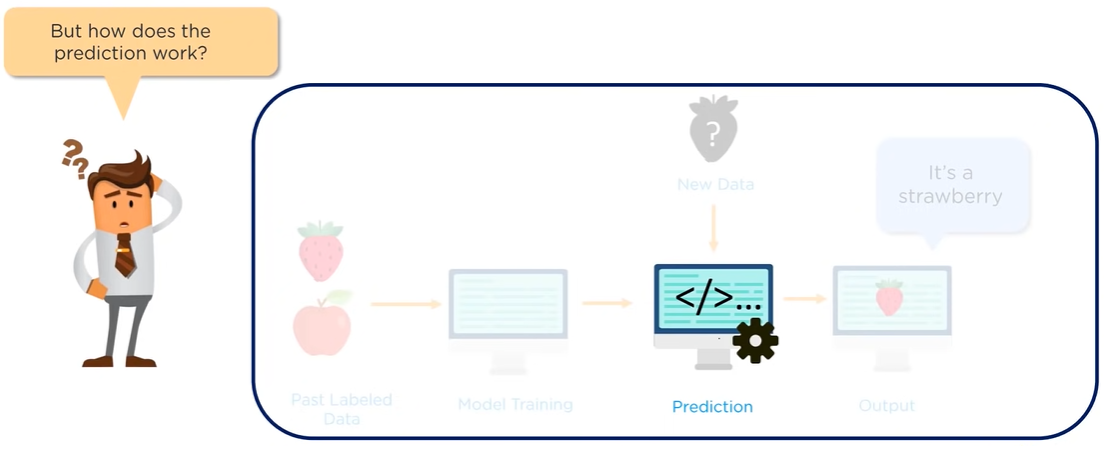 But how does the
prediction work?
? ?
?
New Data
It's a
strawberry
</>...
Past Labeled
Data
Model Training
Prediction
Output